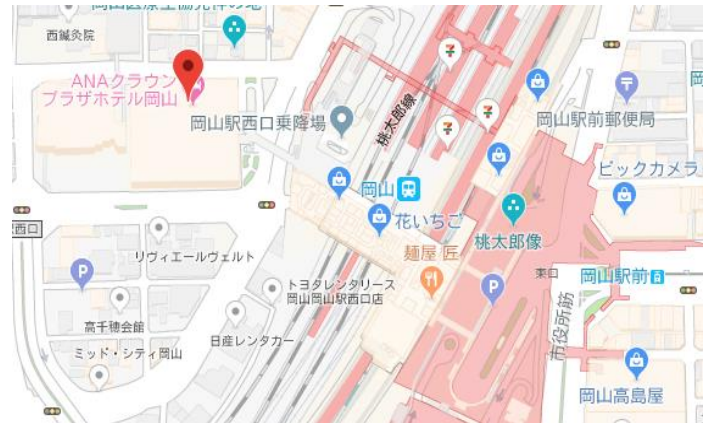 西鍼灸院
ANAクラウン
プラザホテル岡山
岡山駅西口乗降場
桃太郎線
岡山駅前郵便局
ビックカメラ
岡山
花いちご
桃太郎像
麺屋 匠
西口
リヴィエールヴェルト
トヨタレンタリース
岡山岡山駅西口店
東口
岡山駅前
市役所筋
高千穂会館
日産レンタカー
ミッド・シティ岡山
岡山高島屋
P
P
7
7
7